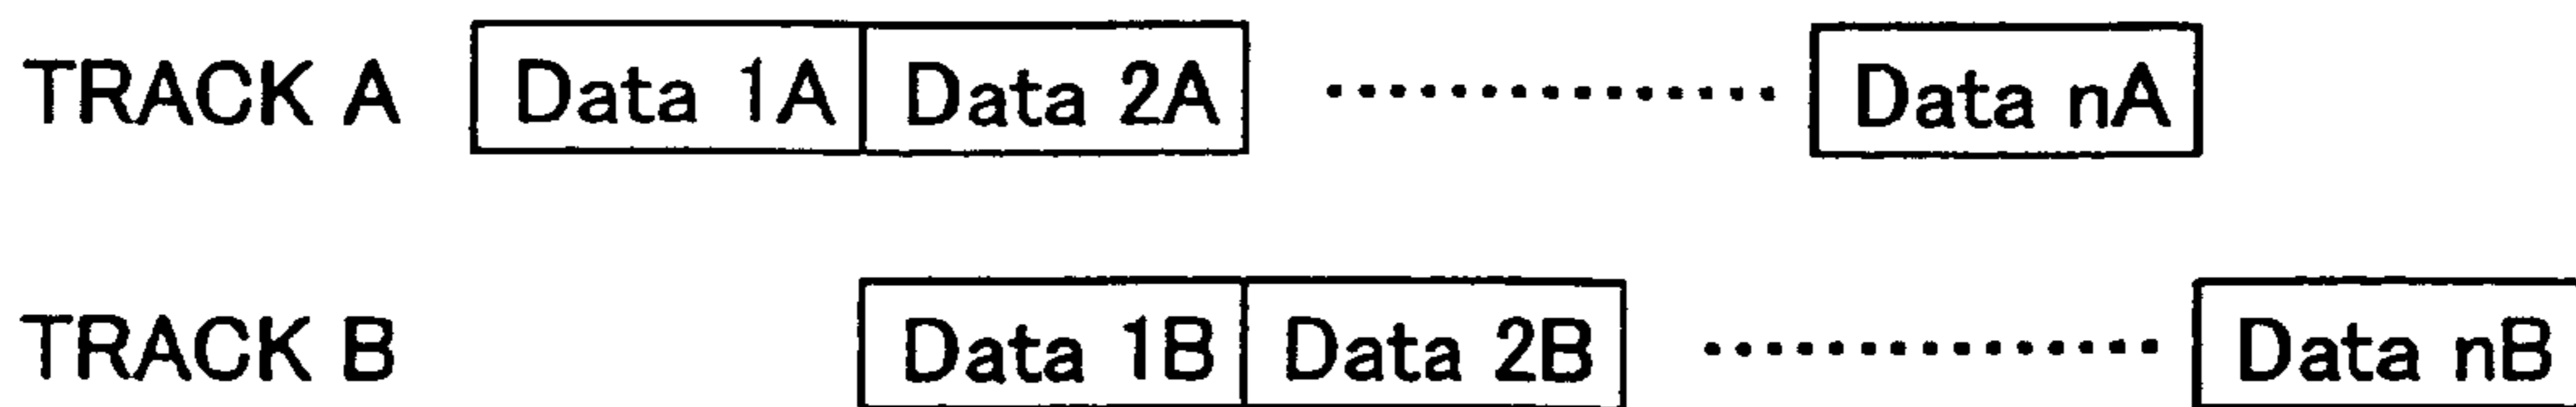 TRACK A Data 1A Data 2A ............... Data nA
TRACK B Data 1B Data 2B ............... Data nB